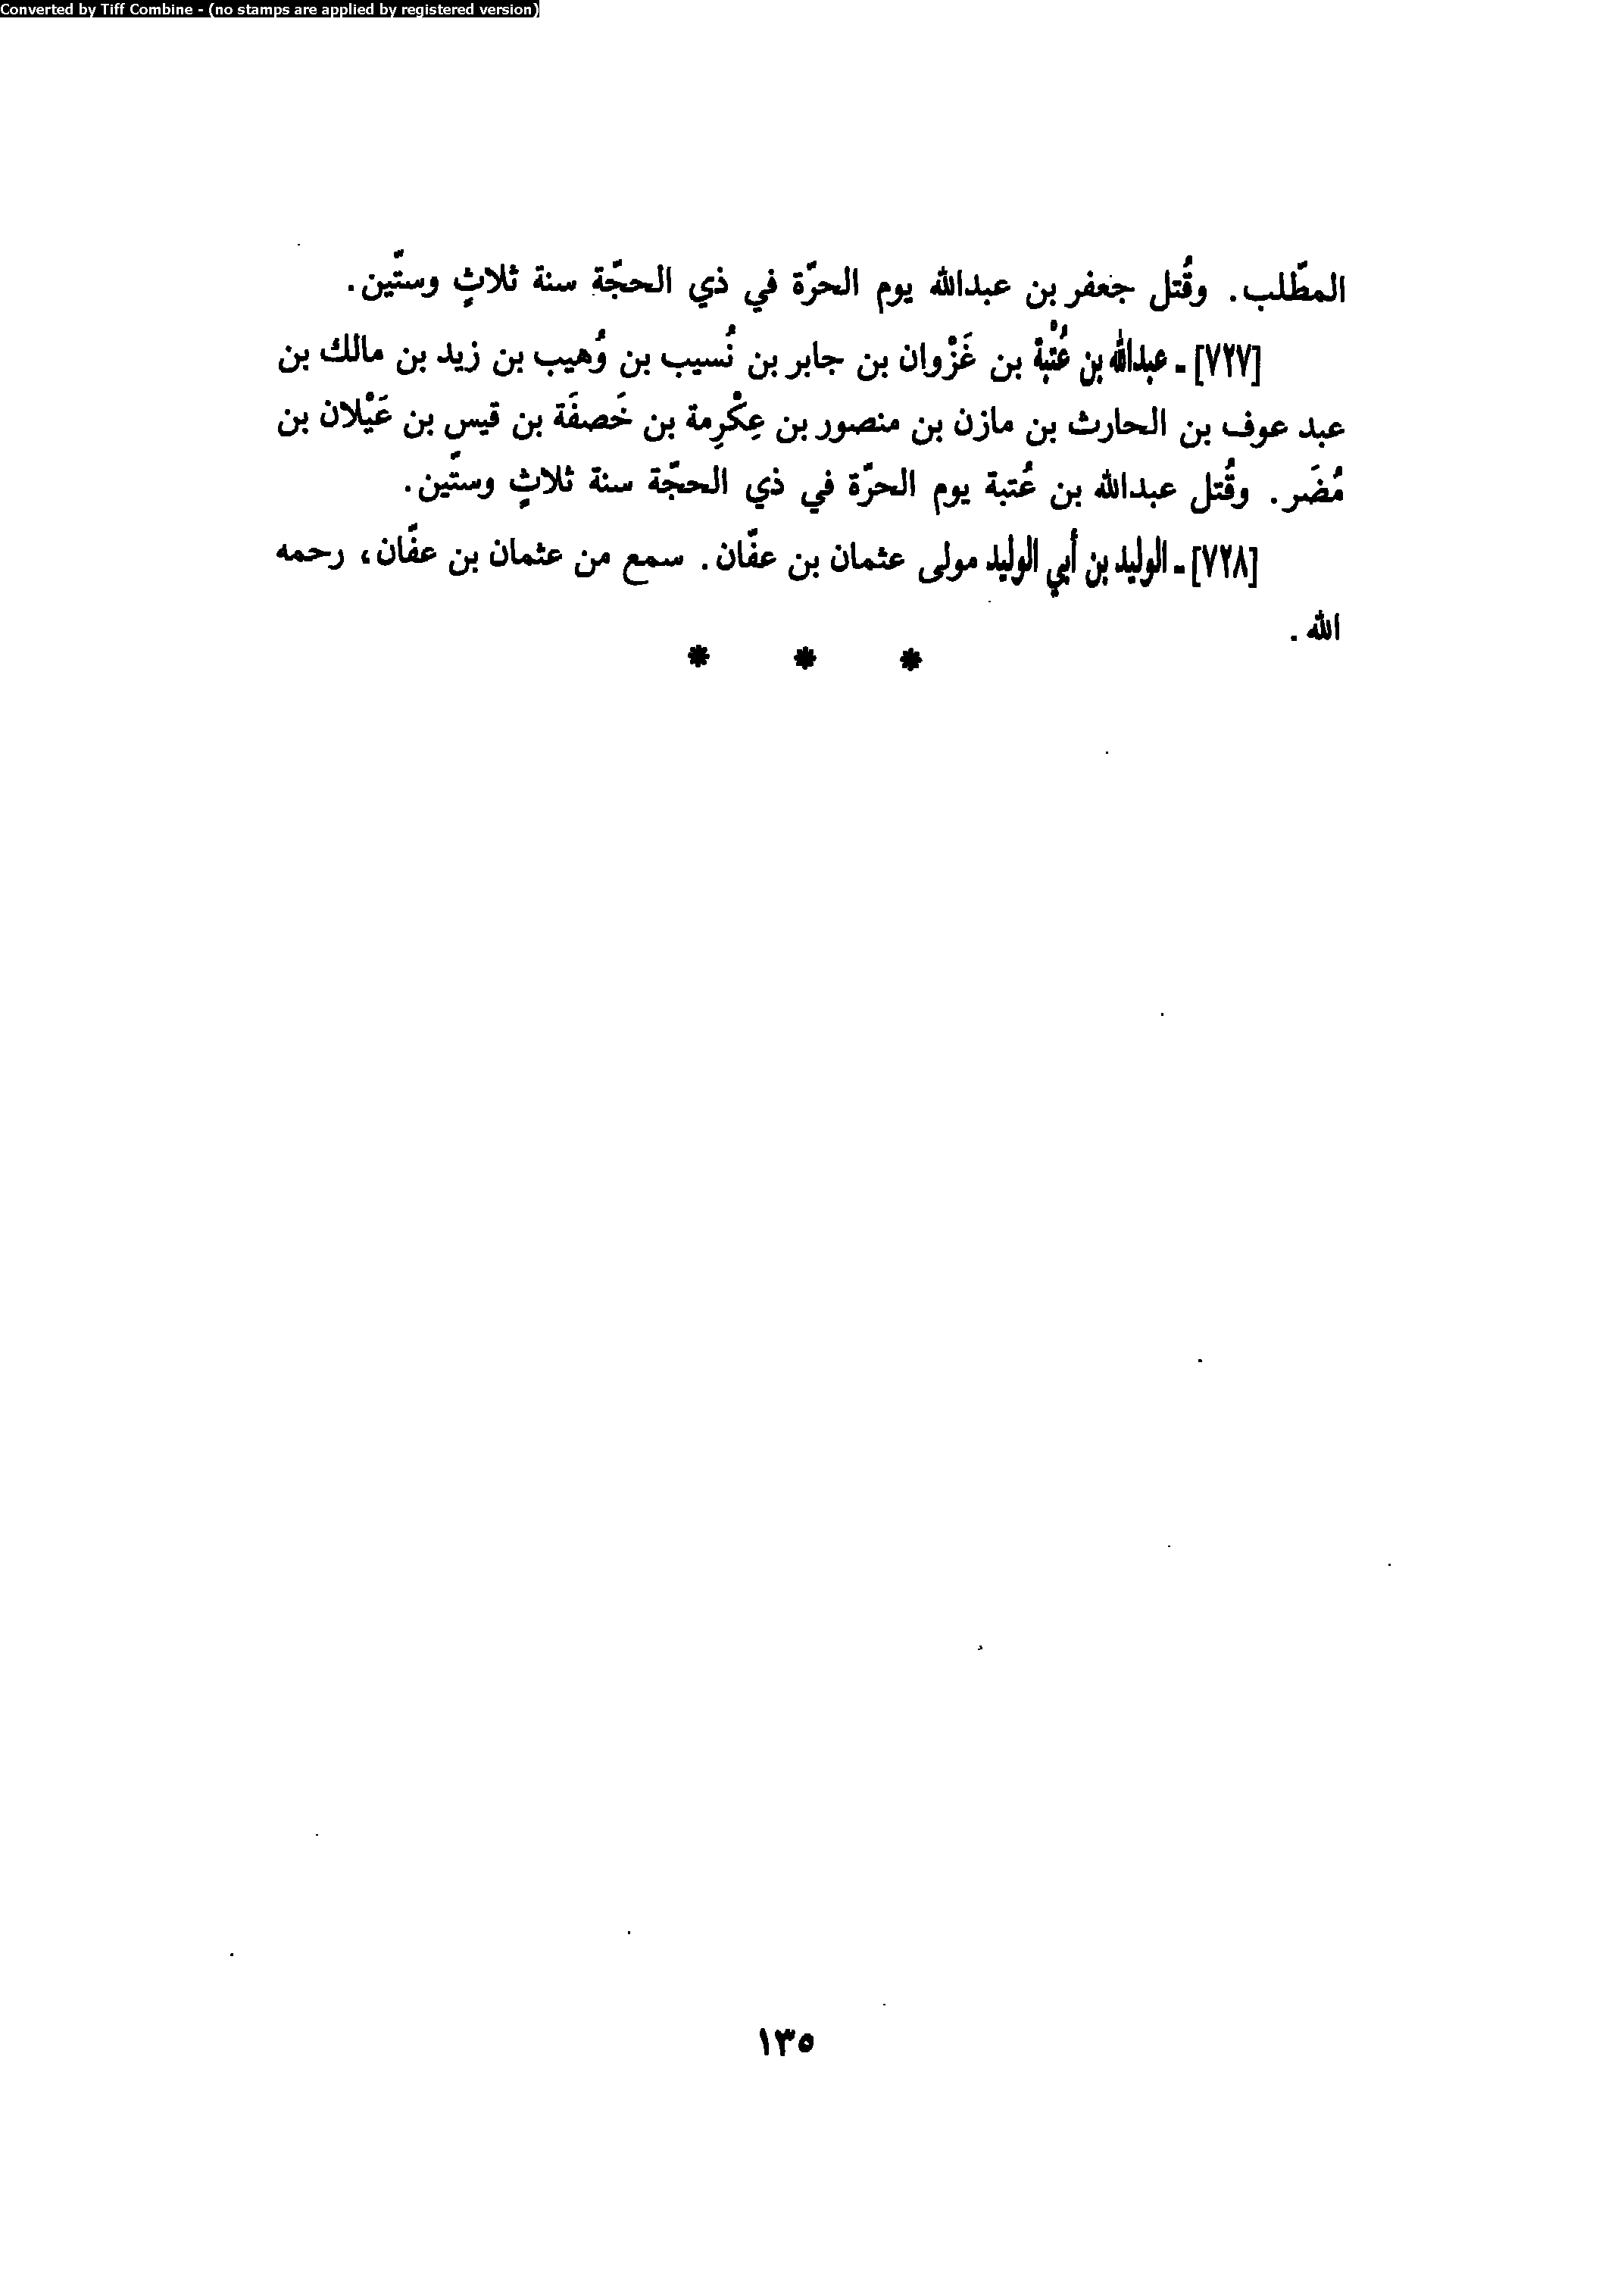 Converted by Tiff Combine - (no stamps are applied by registered version)
المطّلب. وقُتل جعفر بن عبدالله يوم الحرّة في ذي الحجّة سنة ثلاثٍ وستّين.
[٧٢٧] - عبدالله بن عُتْبة بن غَزْوان بن جابر بن نُسيب بن وُهيب بن زيد بن مالك بن
عبد عوف بن الحارث بن مازن بن منصور بن عِكْرِمة بن خَصفَة بن قيس بن عَيْلان بن
مُضَر. وقُتل عبدالله بن عُتبة يوم الحرّة في ذي الحجّة سنة ثلاثٍ وستّين.
[٧٢٨] - الوليد بن أبي الوليد مولى عثمان بن عفّان. سمع من عثمان بن عفّان، رحمه
الله.
* * *
١٣٥